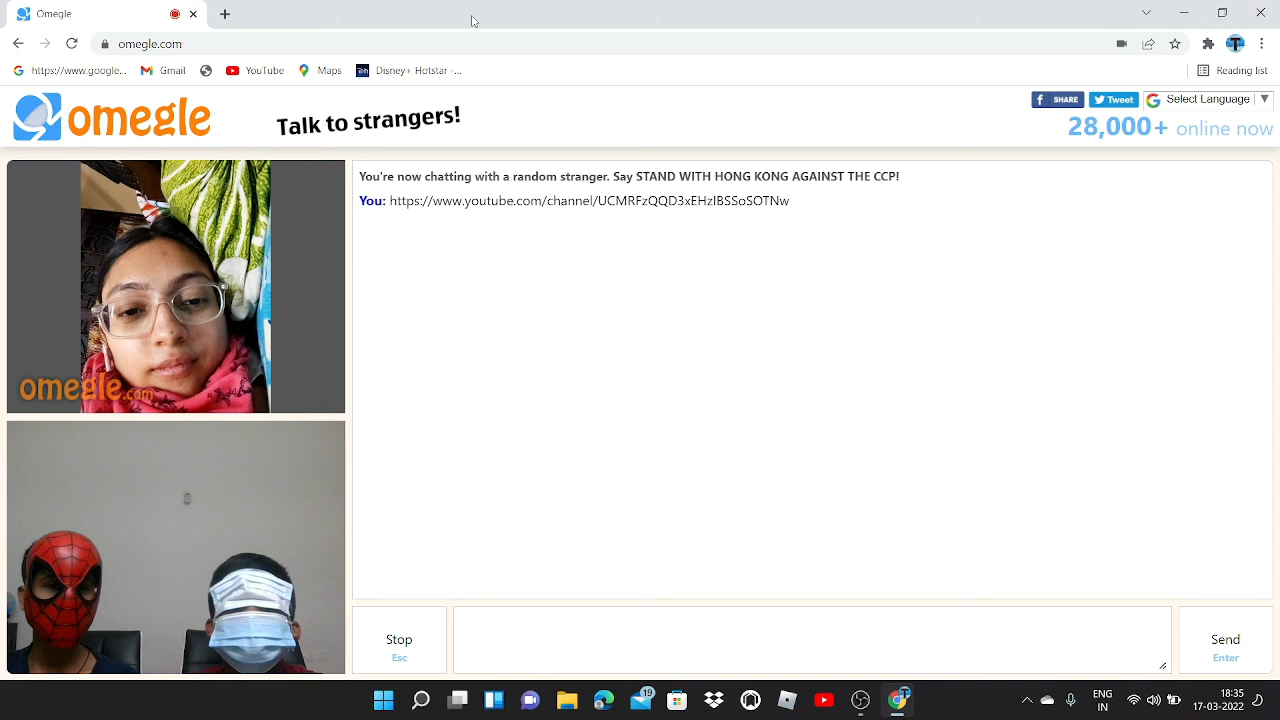 Omegle
omegle.com
https://www.google...
Gmail
YouTube
Maps
Disney+ Hotstar -...
Reading list
omegle
Talk to strangers!
SHARE
Tweet
Select Language
28,000+ online now
You're now chatting with a random stranger. Say STAND WITH HONG KONG AGAINST THE CCP!
You: https://www.youtube.com/channel/UCMRFzQQD3xEHzIBSSoSOTNw
omegle.com
Stop
Esc
Send
Enter
19
ENG
IN
18:35
17-03-2022